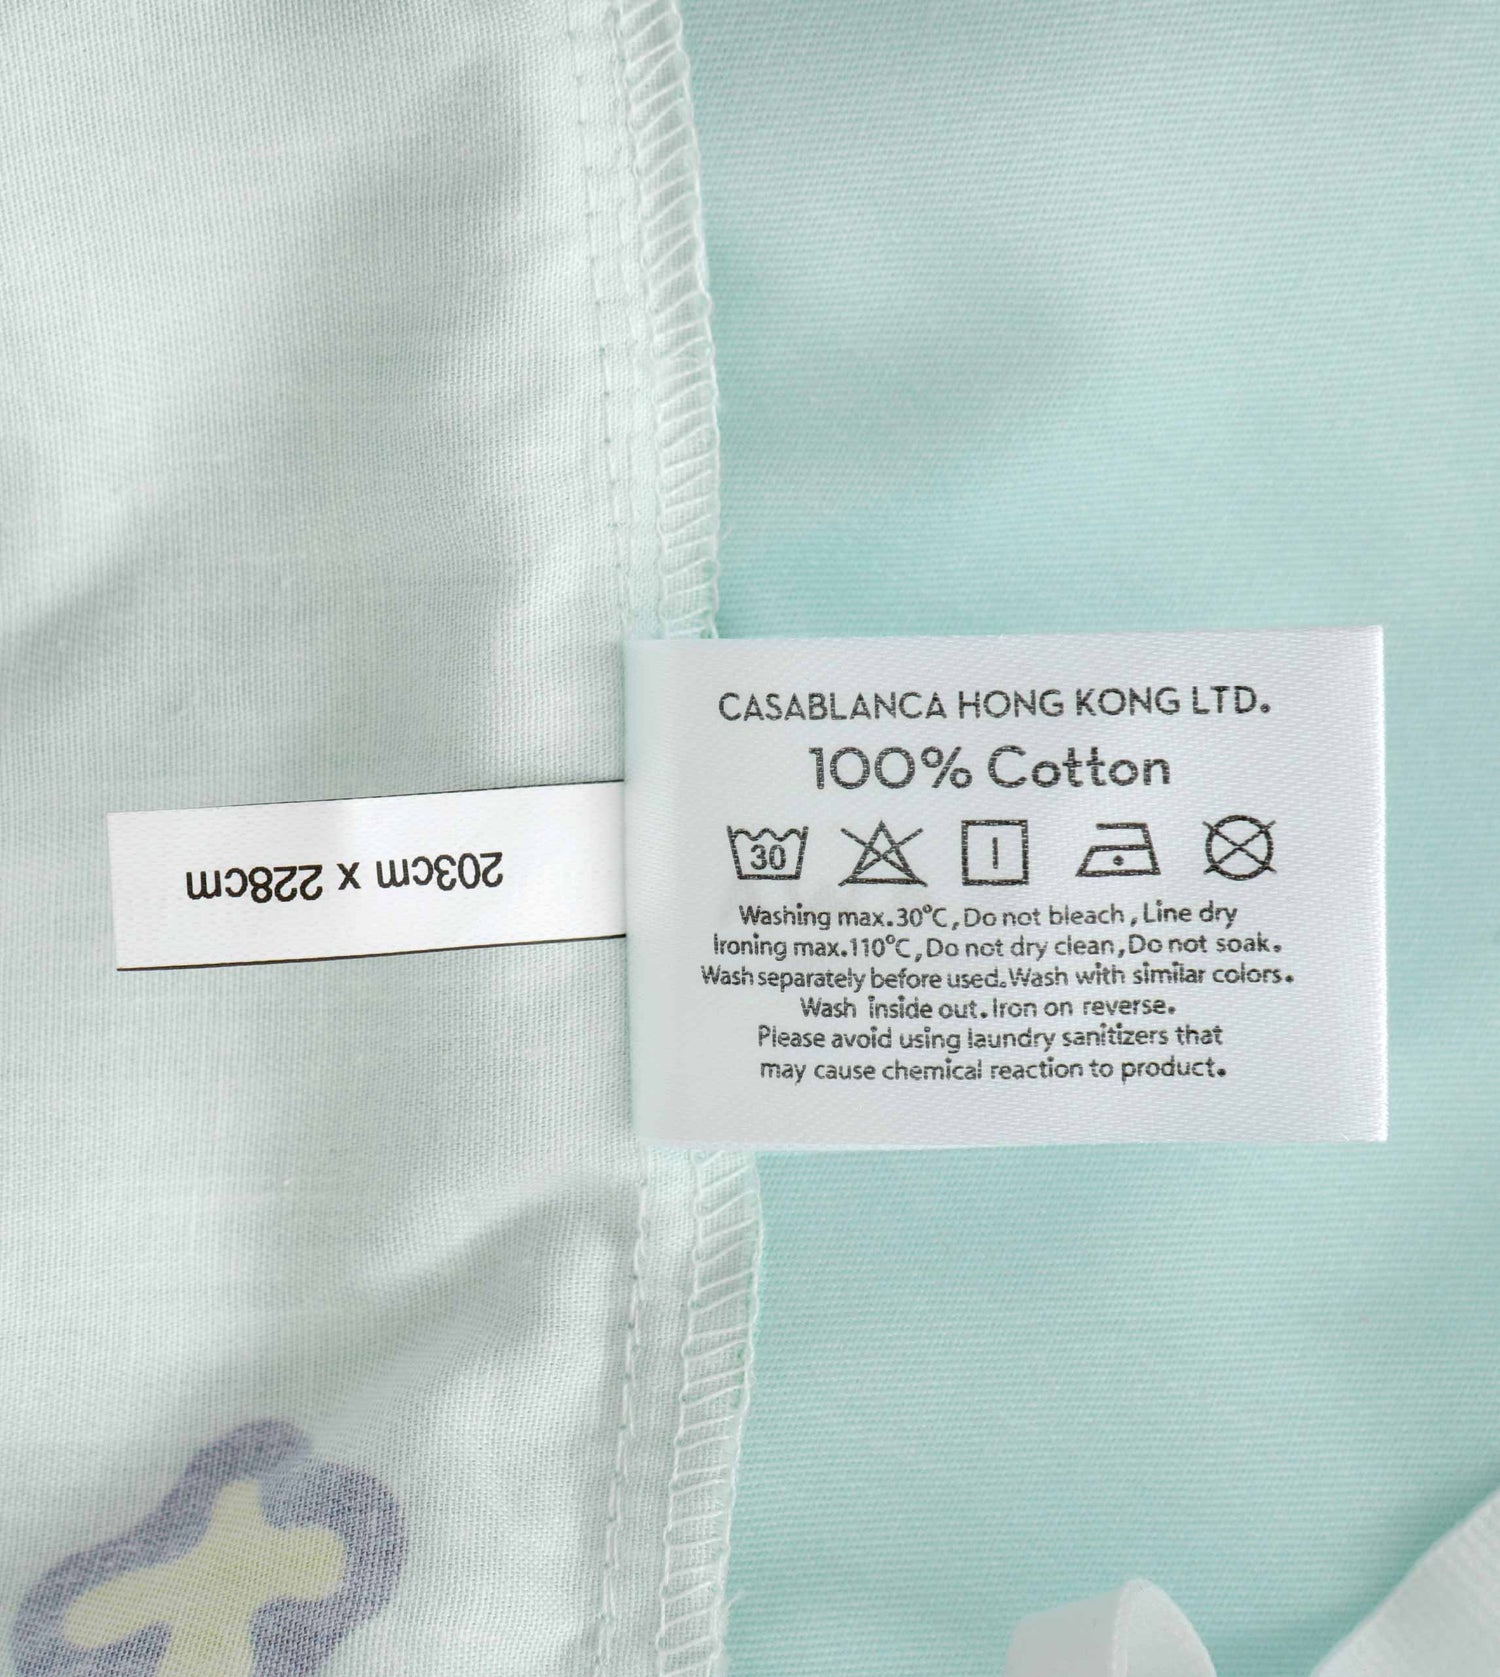 CASABLANCA HONG KONG LTD.
100% Cotton
30
Washing max.30°C,Do not bleach,Line dry
Ironing max.110°C,Do not dry clean,Do not soak.
Wash separately before used.Wash with similar colors.
Wash inside out.Iron on reverse.
Please avoid using laundry sanitizers that
may cause chemical reaction to product.
203cm x 228cm